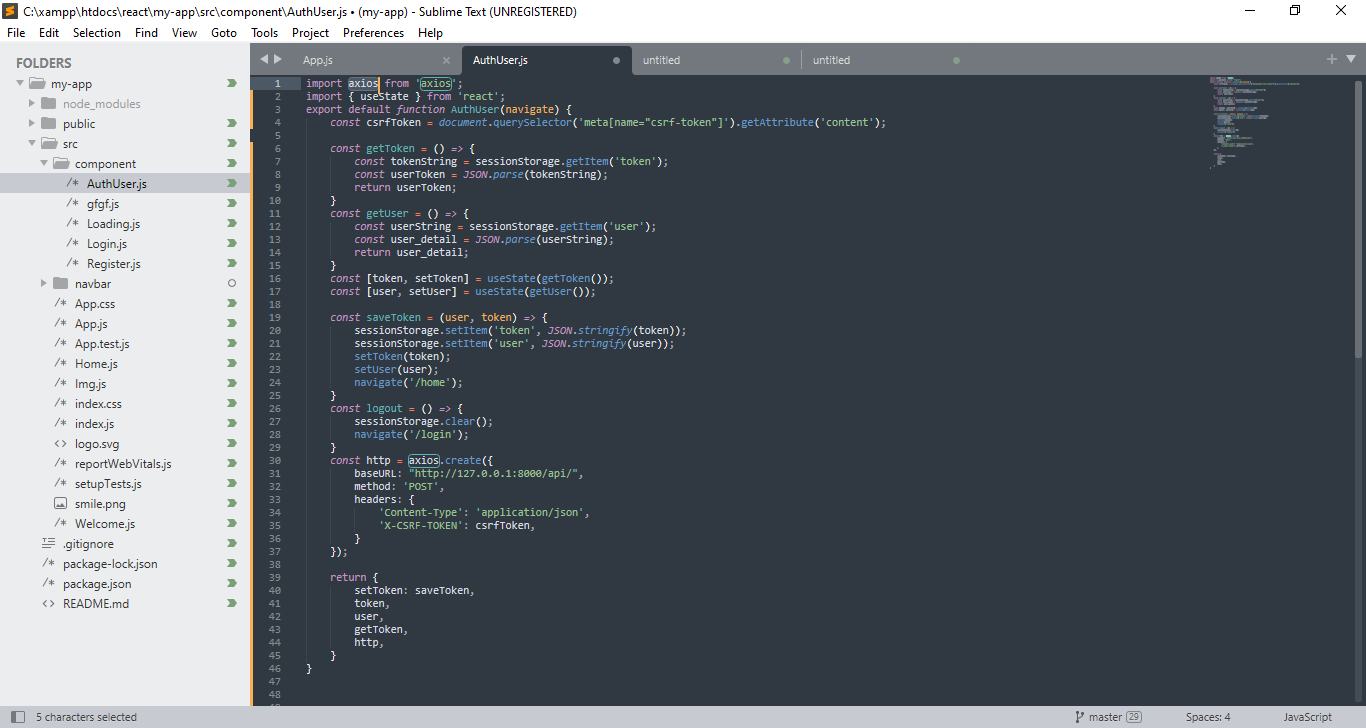 C:\xampp\htdocs\react\my-app\src\component\AuthUser.js • (my-app) - Sublime Text (UNREGISTERED)
File Edit Selection Find View Goto Tools Project Preferences Help
FOLDERS
my-app
node_modules
public
src
component
/* AuthUser.js
/* gfgf.js
/* Loading.js
/* Login.js
/* Register.js
navbar
/* App.css
/* App.js
/* App.test.js
/* Home.js
/* Img.js
/* index.css
/* index.js
<> logo.svg
/* reportWebVitals.js
/* setupTests.js
smile.png
/* Welcome.js
.gitignore
/* package-lock.json
/* package.json
<> README.md
App.js × AuthUser.js untitled untitled
1 import axios from 'axios';
2 import { useState } from 'react';
3 export default function AuthUser(navigate) {
4     const csrfToken = document.querySelector('meta[name="csrf-token"]').getAttribute('content');
5
6     const getToken = () => {
7         const tokenString = sessionStorage.getItem('token');
8         const userToken = JSON.parse(tokenString);
9         return userToken;
10     }
11     const getUser = () => {
12         const userString = sessionStorage.getItem('user');
13         const user_detail = JSON.parse(userString);
14         return user_detail;
15     }
16     const [token, setToken] = useState(getToken());
17     const [user, setUser] = useState(getUser());
18
19     const saveToken = (user, token) => {
20         sessionStorage.setItem('token', JSON.stringify(token));
21         sessionStorage.setItem('user', JSON.stringify(user));
22         setToken(token);
23         setUser(user);
24         navigate('/home');
25     }
26     const logout = () => {
27         sessionStorage.clear();
28         navigate('/login');
29     }
30     const http = axios.create({
31         baseURL: "http://127.0.0.1:8000/api/",
32         method: 'POST',
33         headers: {
34             'Content-Type': 'application/json',
35             'X-CSRF-TOKEN': csrfToken,
36         }
37     });
38
39     return {
40         setToken: saveToken,
41         token,
42         user,
43         getToken,
44         http,
45     }
46 }
47
48
5 characters selected
master 29 Spaces: 4 JavaScript